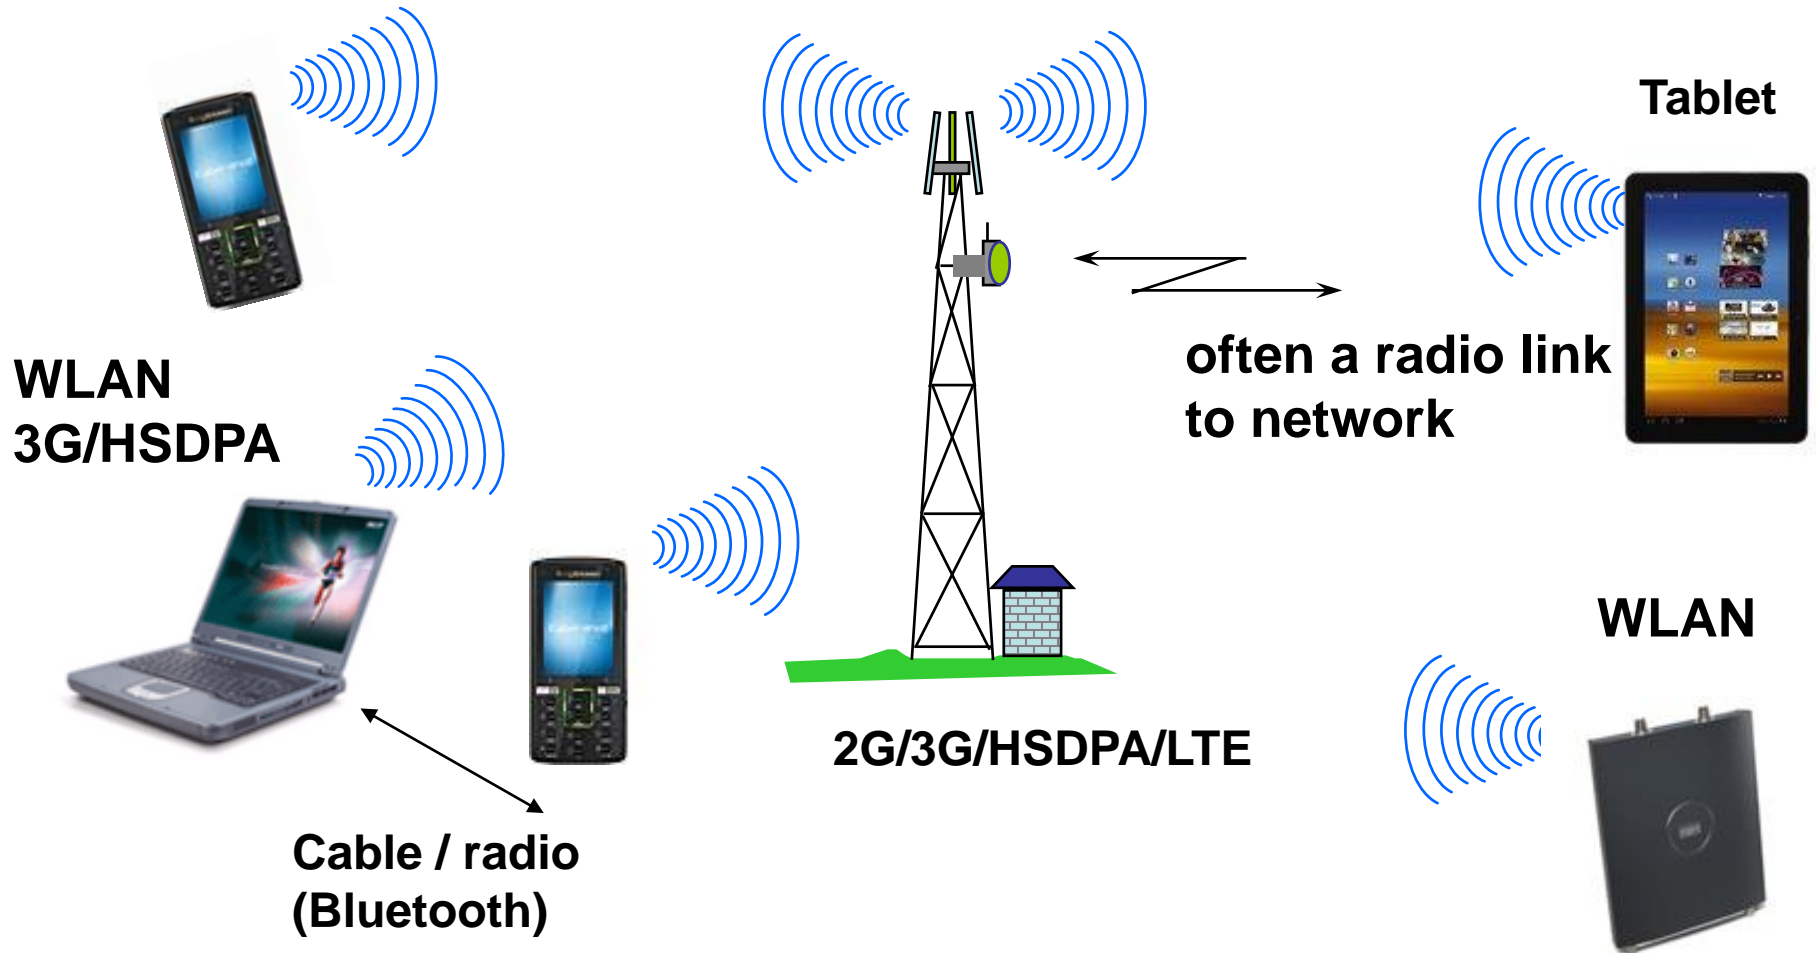 Tablet
WLAN
3G/HSDPA
often a radio link
to network
WLAN
2G/3G/HSDPA/LTE
Cable / radio
(Bluetooth)